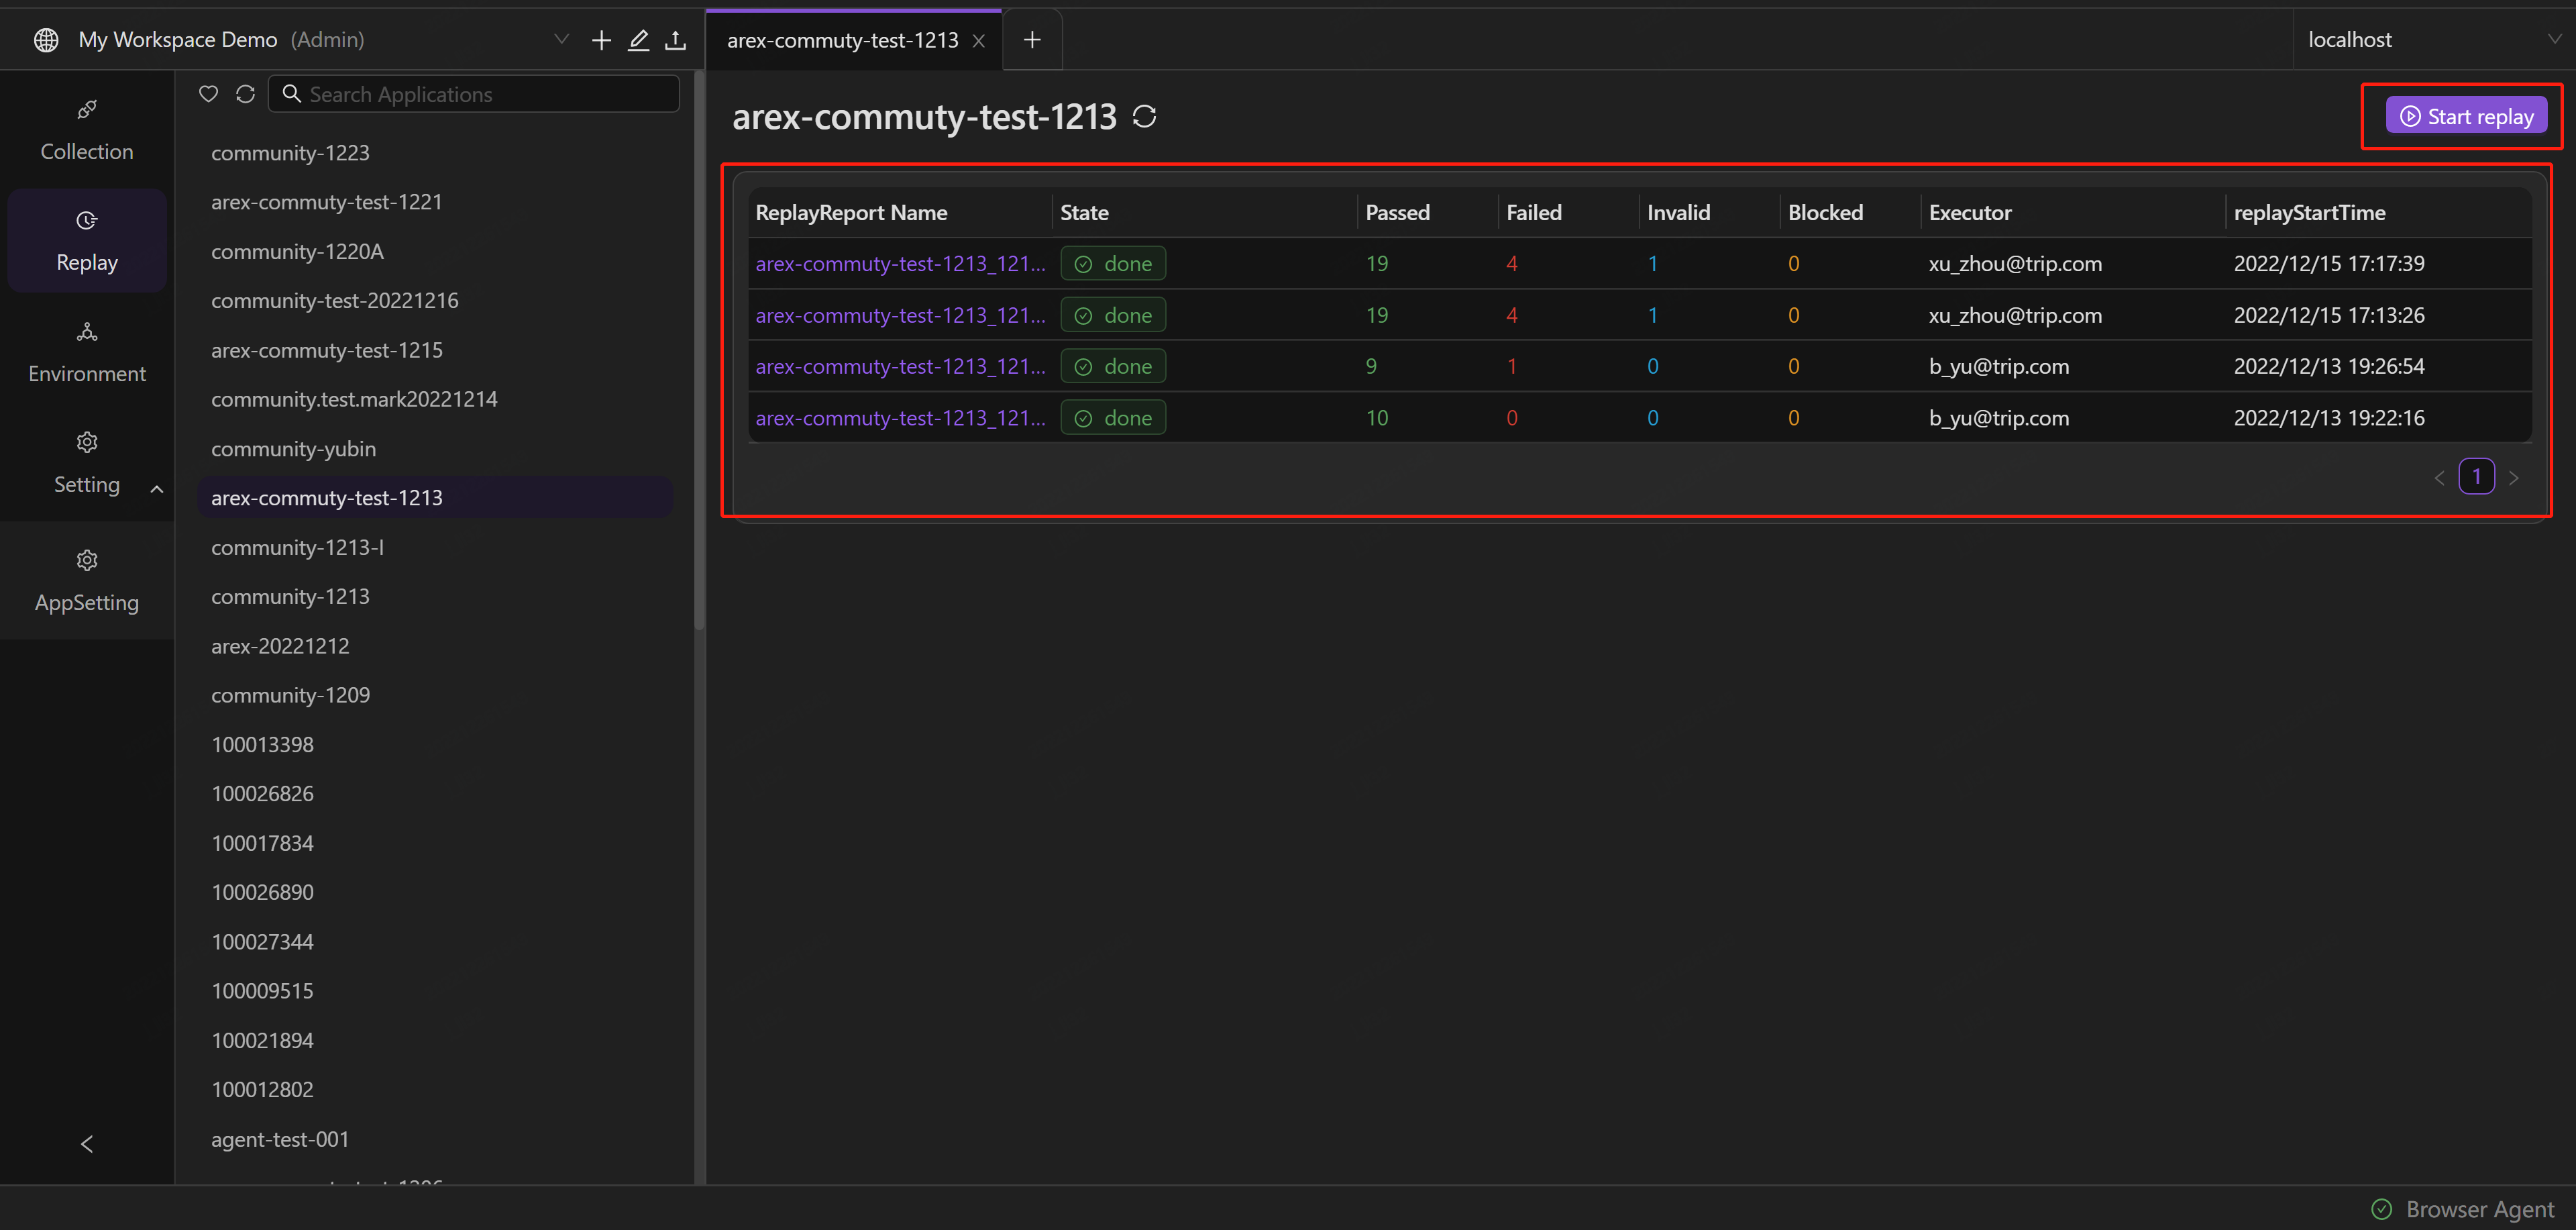 My Workspace Demo (Admin)
arex-commuty-test-1213
localhost
Collection
Replay
Environment
Setting
AppSetting
Search Applications
community-1223
arex-commuty-test-1221
community-1220A
community-test-20221216
arex-commuty-test-1215
community.test.mark20221214
community-yubin
arex-commuty-test-1213
community-1213-l
community-1213
arex-20221212
community-1209
100013398
100026826
100017834
100026890
100027344
100009515
100021894
100012802
agent-test-001
arex-commuty-test-1213
Start replay
ReplayReport Name State Passed Failed Invalid Blocked Executor replayStartTime
arex-commuty-test-1213_121... done 19 4 1 0 xu_zhou@trip.com 2022/12/15 17:17:39
arex-commuty-test-1213_121... done 19 4 1 0 xu_zhou@trip.com 2022/12/15 17:13:26
arex-commuty-test-1213_121... done 9 1 0 0 b_yu@trip.com 2022/12/13 19:26:54
arex-commuty-test-1213_121... done 10 0 0 0 b_yu@trip.com 2022/12/13 19:22:16
1
Browser Agent